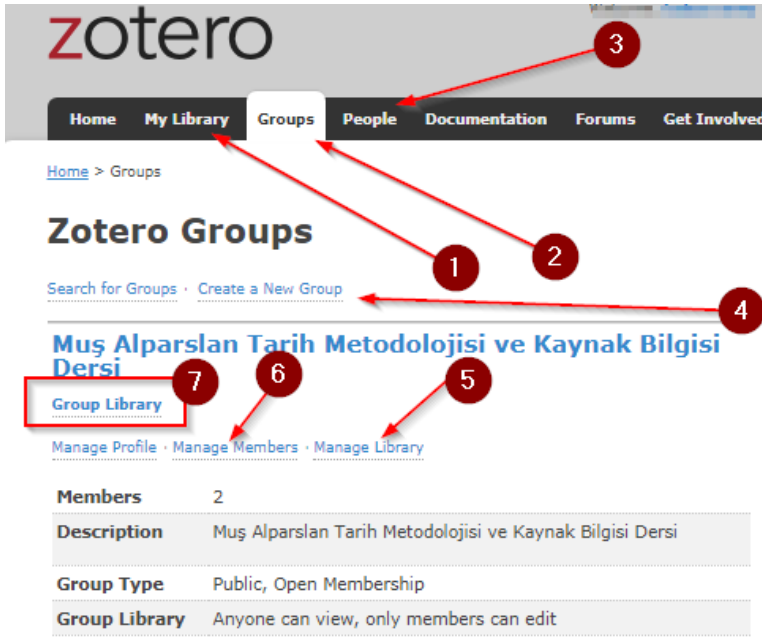 zotero
3
Home My Library Groups People Documentation Forums Get Involved
Home > Groups
Zotero Groups
1
2
Search for Groups · Create a New Group
4
Muş Alparslan Tarih Metodolojisi ve Kaynak Bilgisi
Dersi
7
6
5
Group Library
Manage Profile · Manage Members · Manage Library
Members 2
Description Muş Alparslan Tarih Metodolojisi ve Kaynak Bilgisi Dersi
Group Type Public, Open Membership
Group Library Anyone can view, only members can edit